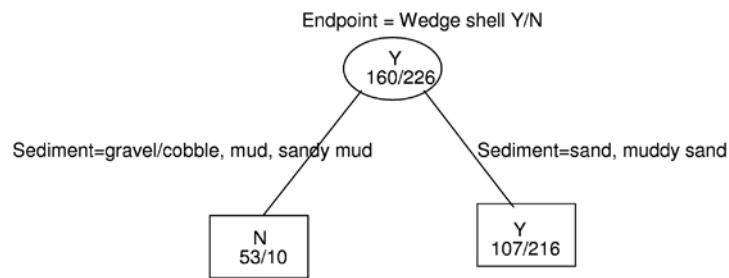 Endpoint = Wedge shell Y/N
Y
160/226
Sediment=gravel/cobble, mud, sandy mud
Sediment=sand, muddy sand
N
53/10
Y
107/216